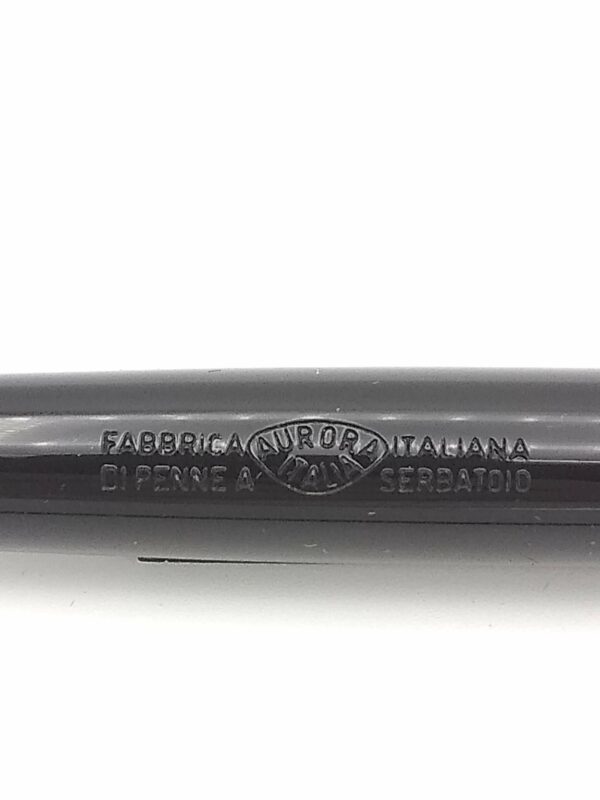 FABBRICA AURORA ITALIANA
DI PENNE A ITALIA SERBATOIO